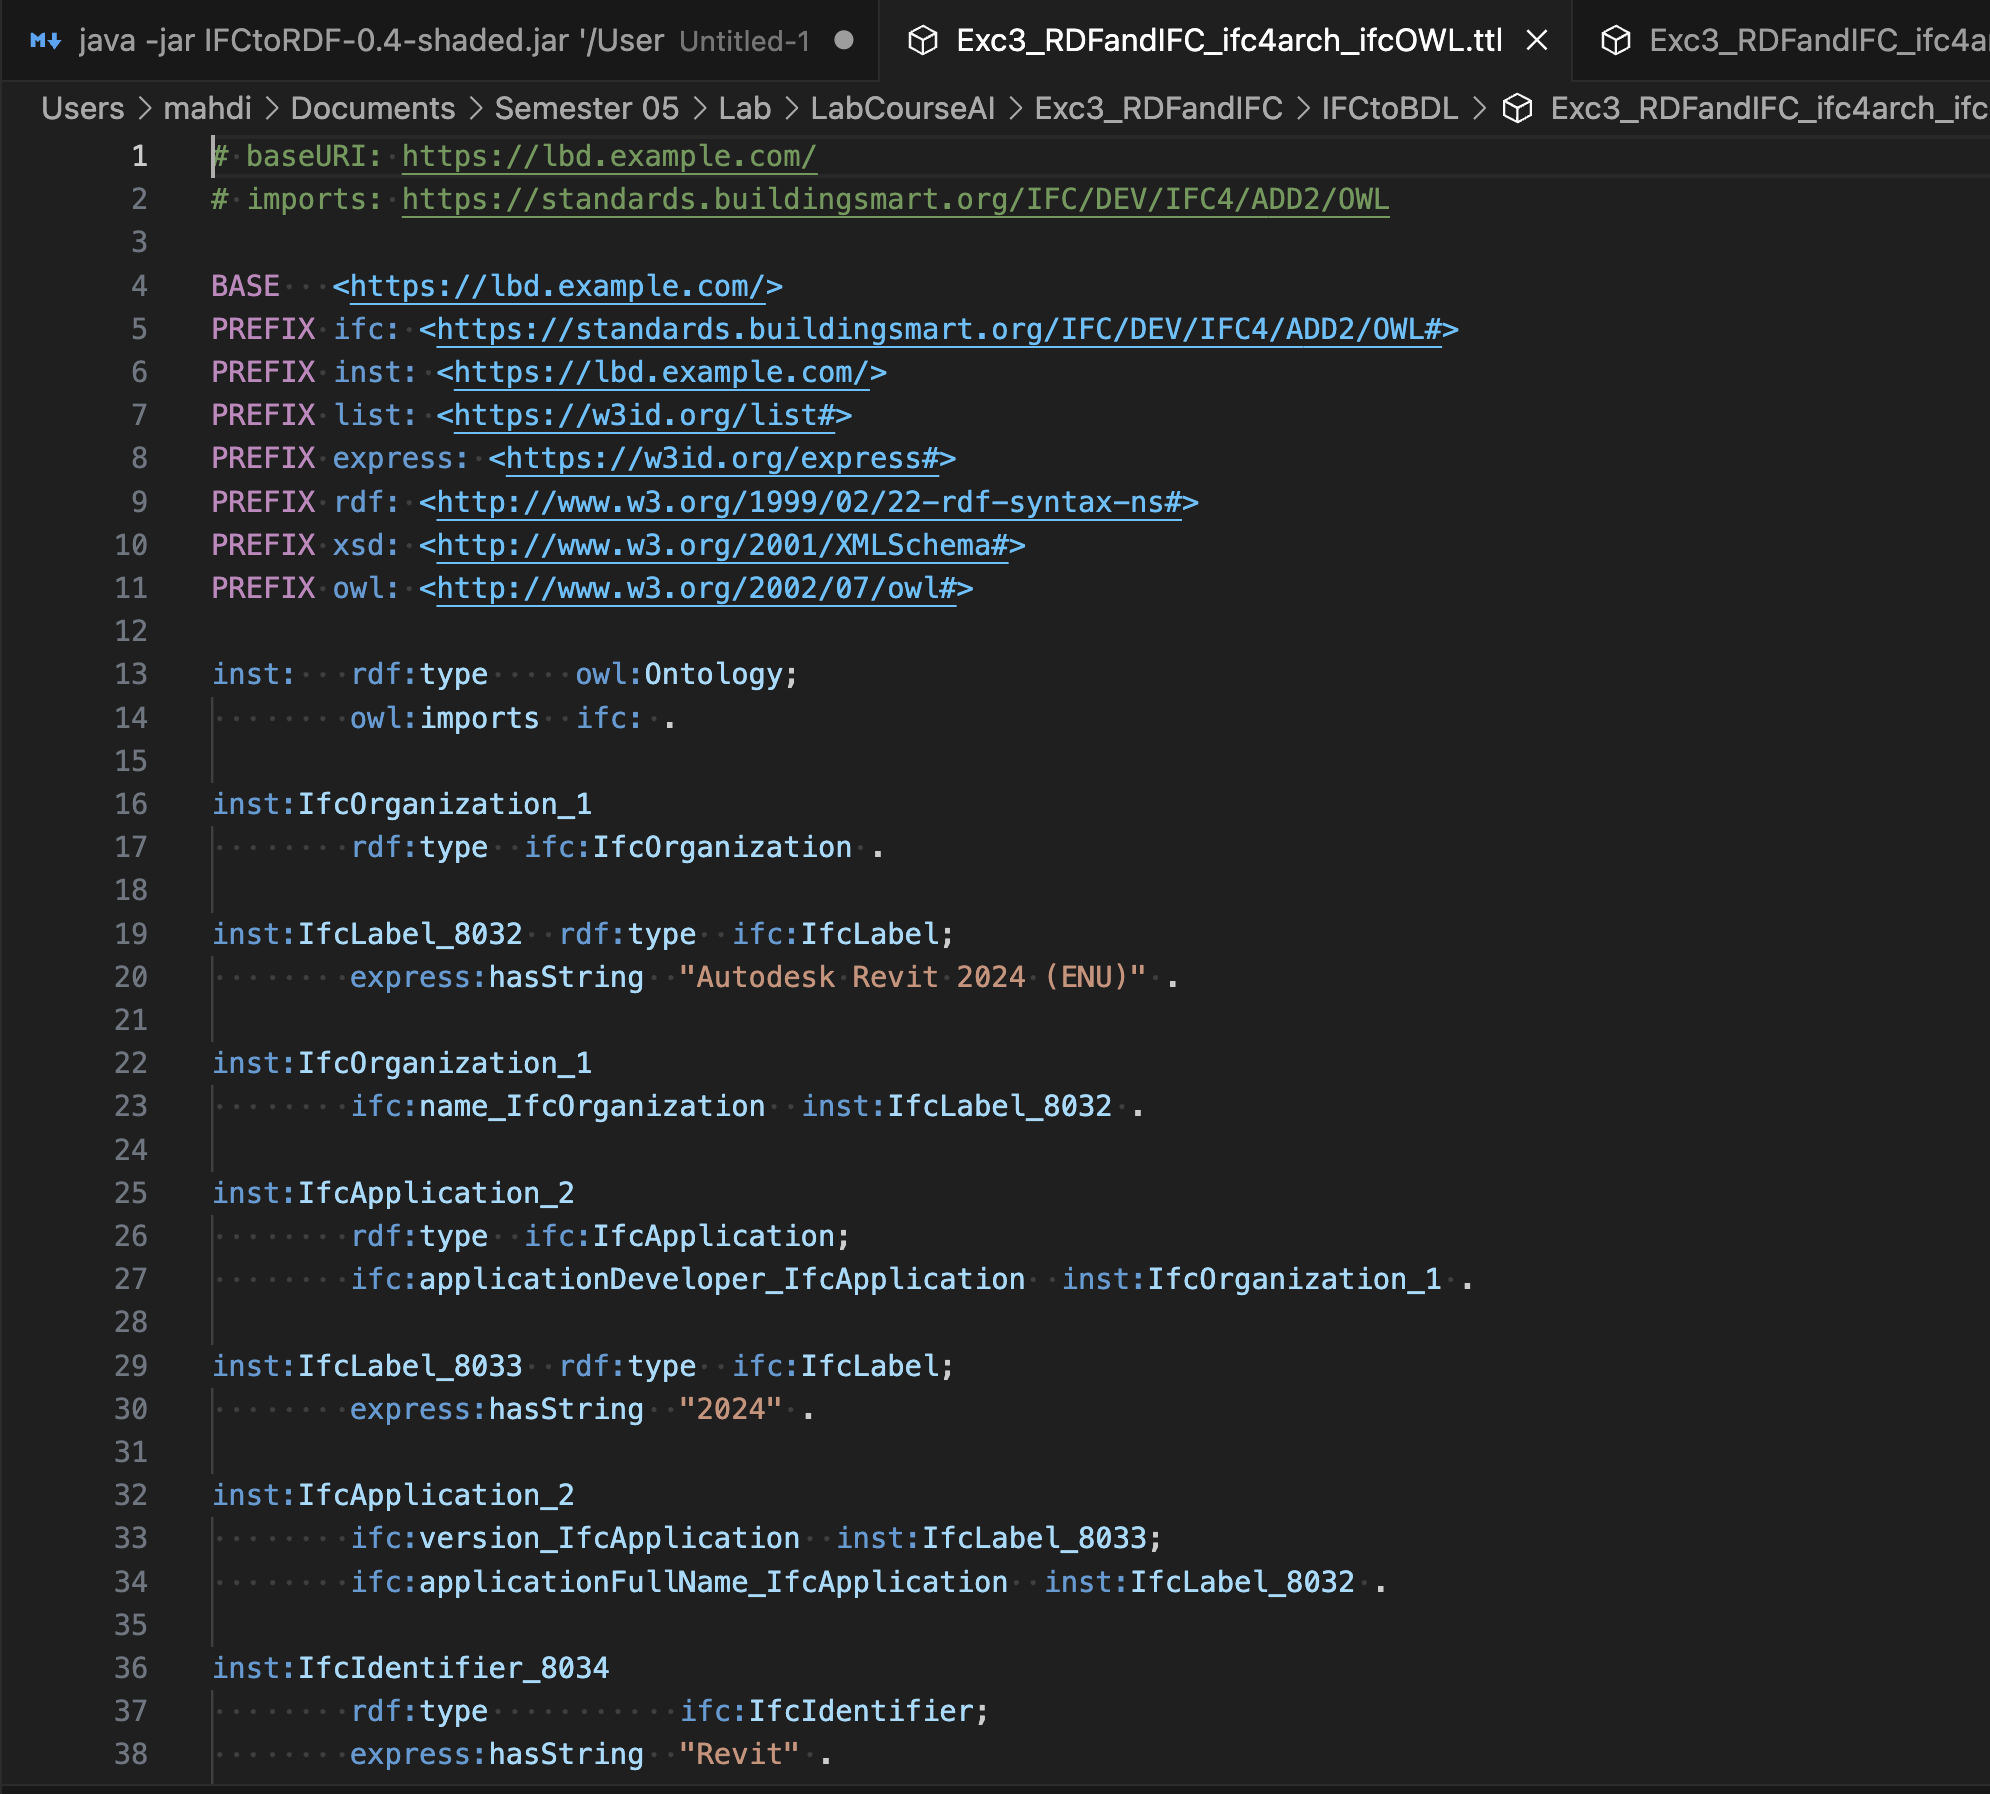 java -jar IFCtoRDF-0.4-shaded.jar '/User Untitled-1
Exc3_RDFandIFC_ifc4arch_ifcOWL.ttl
Exc3_RDFandIFC_ifc4a
Users > mahdi > Documents > Semester 05 > Lab > LabCourseAI > Exc3_RDFandIFC > IFCtoBDL > Exc3_RDFandIFC_ifc4arch_ifc
1 # baseURI: https://lbd.example.com/
2 # imports: https://standards.buildingsmart.org/IFC/DEV/IFC4/ADD2/OWL
3
4 BASE   <https://lbd.example.com/>
5 PREFIX ifc: <https://standards.buildingsmart.org/IFC/DEV/IFC4/ADD2/OWL#>
6 PREFIX inst: <https://lbd.example.com/>
7 PREFIX list: <https://w3id.org/list#>
8 PREFIX express: <https://w3id.org/express#>
9 PREFIX rdf: <http://www.w3.org/1999/02/22-rdf-syntax-ns#>
10 PREFIX xsd: <http://www.w3.org/2001/XMLSchema#>
11 PREFIX owl: <http://www.w3.org/2002/07/owl#>
12
13 inst:   rdf:type     owl:Ontology;
14         owl:imports  ifc: .
15
16 inst:IfcOrganization_1
17         rdf:type  ifc:IfcOrganization .
18
19 inst:IfcLabel_8032  rdf:type  ifc:IfcLabel;
20         express:hasString  "Autodesk Revit 2024 (ENU)" .
21
22 inst:IfcOrganization_1
23         ifc:name_IfcOrganization  inst:IfcLabel_8032 .
24
25 inst:IfcApplication_2
26         rdf:type  ifc:IfcApplication;
27         ifc:applicationDeveloper_IfcApplication  inst:IfcOrganization_1 .
28
29 inst:IfcLabel_8033  rdf:type  ifc:IfcLabel;
30         express:hasString  "2024" .
31
32 inst:IfcApplication_2
33         ifc:version_IfcApplication  inst:IfcLabel_8033;
34         ifc:applicationFullName_IfcApplication  inst:IfcLabel_8032 .
35
36 inst:IfcIdentifier_8034
37         rdf:type           ifc:IfcIdentifier;
38         express:hasString  "Revit" .